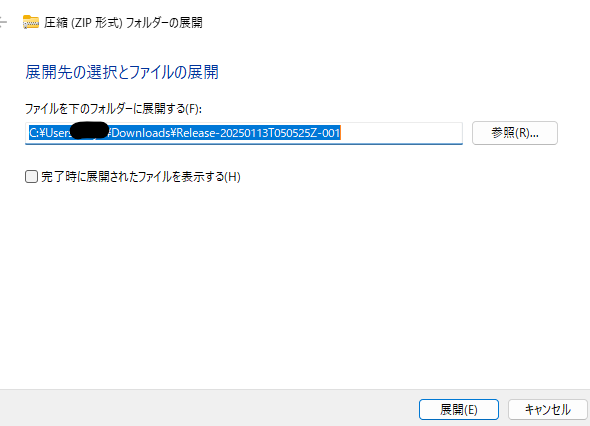 圧縮 (ZIP 形式) フォルダーの展開
展開先の選択とファイルの展開
ファイルを下のフォルダーに展開する(F):
C:¥Users ¥Downloads¥Release-20250113T050525Z-001
参照(R)...
完了時に展開されたファイルを表示する(H)
展開(E)
キャンセル